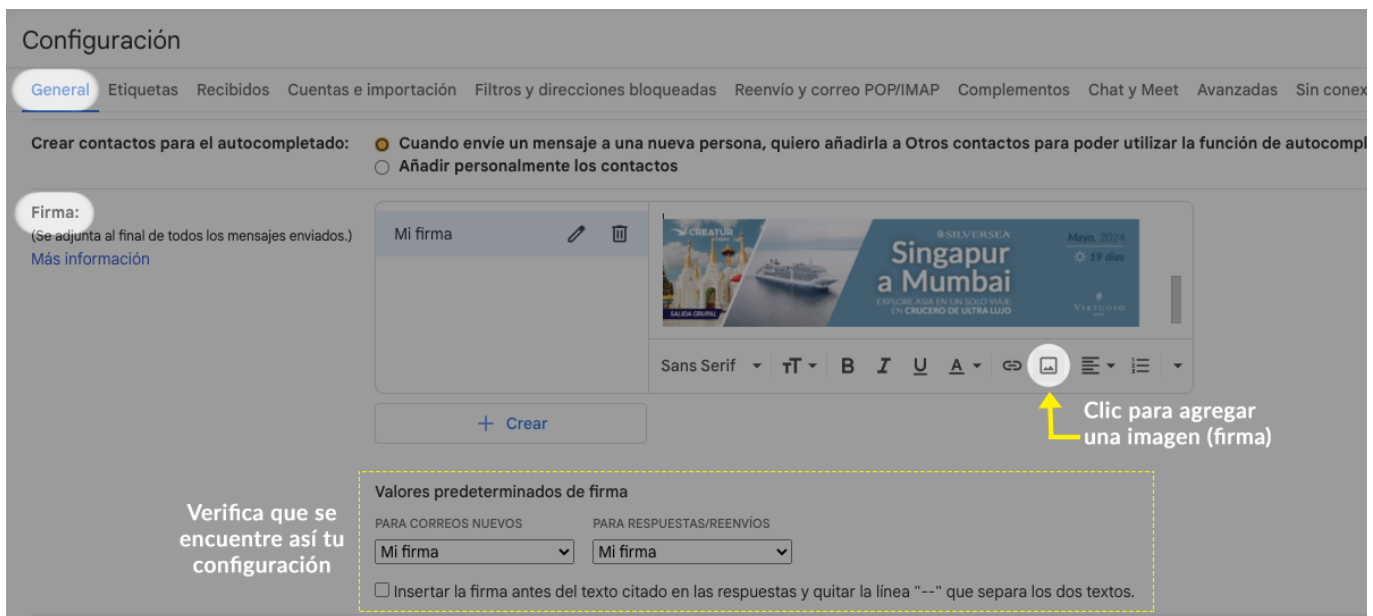 Configuración
General Etiquetas Recibidos Cuentas e importación Filtros y direcciones bloqueadas Reenvío y correo POP/IMAP Complementos Chat y Meet Avanzadas Sin conex
Crear contactos para el autocompletado:
Cuando envíe un mensaje a una nueva persona, quiero añadirla a Otros contactos para poder utilizar la función de autocompl
Añadir personalmente los contactos
Firma:
(Se adjunta al final de todos los mensajes enviados.)
Más información
Mi firma
CREATUR
SALIDA GRUPAL
SILVERSEA
Singapur
a Mumbai
EXPLORE ASIA EN UN SOLO VIAJE
EN CRUCERO DE ULTRA LUJO
Mayo, 2024
19 días
VIRTUOSO
Sans Serif TT B I U A
Clic para agregar
una imagen (firma)
+ Crear
Verifica que se
encuentre así tu
configuración
Valores predeterminados de firma
PARA CORREOS NUEVOS PARA RESPUESTAS/REENVÍOS
Mi firma Mi firma
Insertar la firma antes del texto citado en las respuestas y quitar la línea "--" que separa los dos textos.